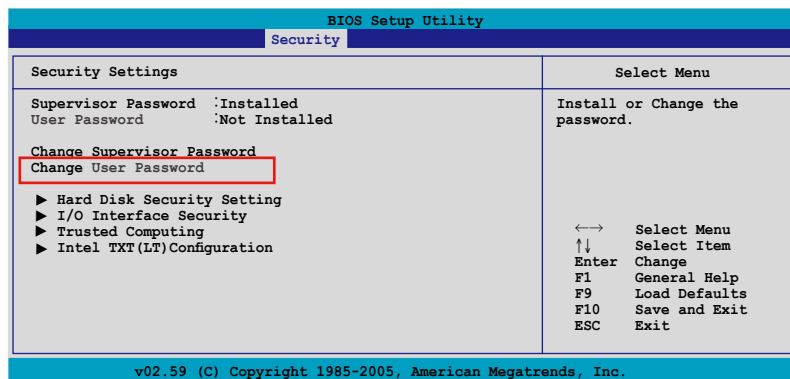 BIOS Setup Utility
Security
Security Settings
Supervisor Password :Installed
User Password :Not Installed
Change Supervisor Password
Change User Password
▶ Hard Disk Security Setting
▶ I/O Interface Security
▶ Trusted Computing
▶ Intel TXT(LT)Configuration
Select Menu
Install or Change the
password.
←→ Select Menu
↑↓ Select Item
Enter Change
F1 General Help
F9 Load Defaults
F10 Save and Exit
ESC Exit
v02.59 (C) Copyright 1985-2005, American Megatrends, Inc.